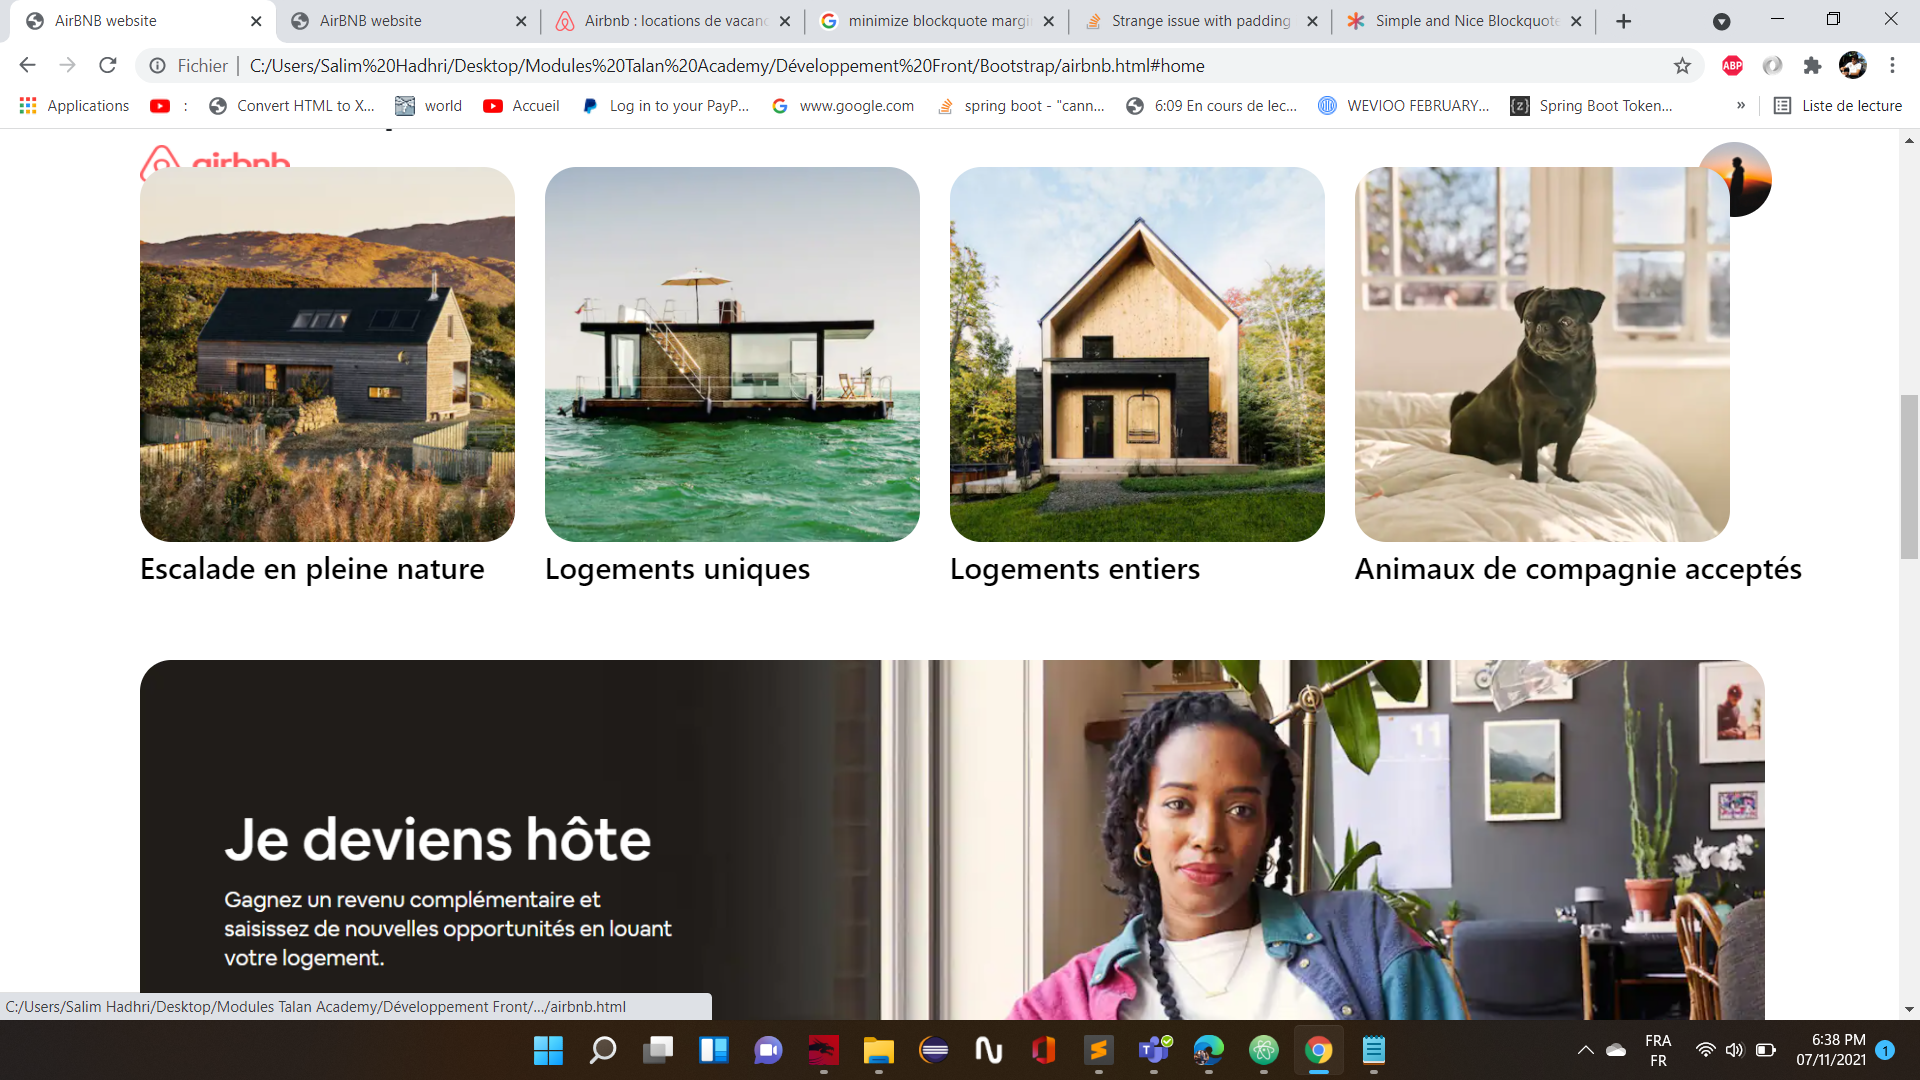 AirBNB website
AirBNB website
Airbnb : locations de vacan
minimize blockquote margi
Strange issue with padding
Simple and Nice Blockquote
Fichier | C:/Users/Salim%20Hadhri/Desktop/Modules%20Talan%20Academy/Développement%20Front/Bootstrap/airbnb.html#home
ABP
Applications
:
Convert HTML to X...
world
Accueil
Log in to your PayP...
www.google.com
spring boot - "cann...
6:09 En cours de lec...
WEVIOO FEBRUARY...
{z}
Spring Boot Token...
»
Liste de lecture
airbnb
Escalade en pleine nature
Logements uniques
Logements entiers
Animaux de compagnie acceptés
11
Je deviens hôte
Gagnez un revenu complémentaire et
saisissez de nouvelles opportunités en louant
votre logement.
C:/Users/Salim Hadhri/Desktop/Modules Talan Academy/Développement Front/.../airbnb.html
FRA
FR
6:38 PM
07/11/2021
1